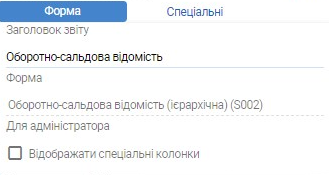 Форма Спеціальні
Заголовок звіту
Оборотно-сальдова відомість
Форма
Оборотно-сальдова відомість (ієрархічна) (S002)
Для адміністратора
Відображати спеціальні колонки